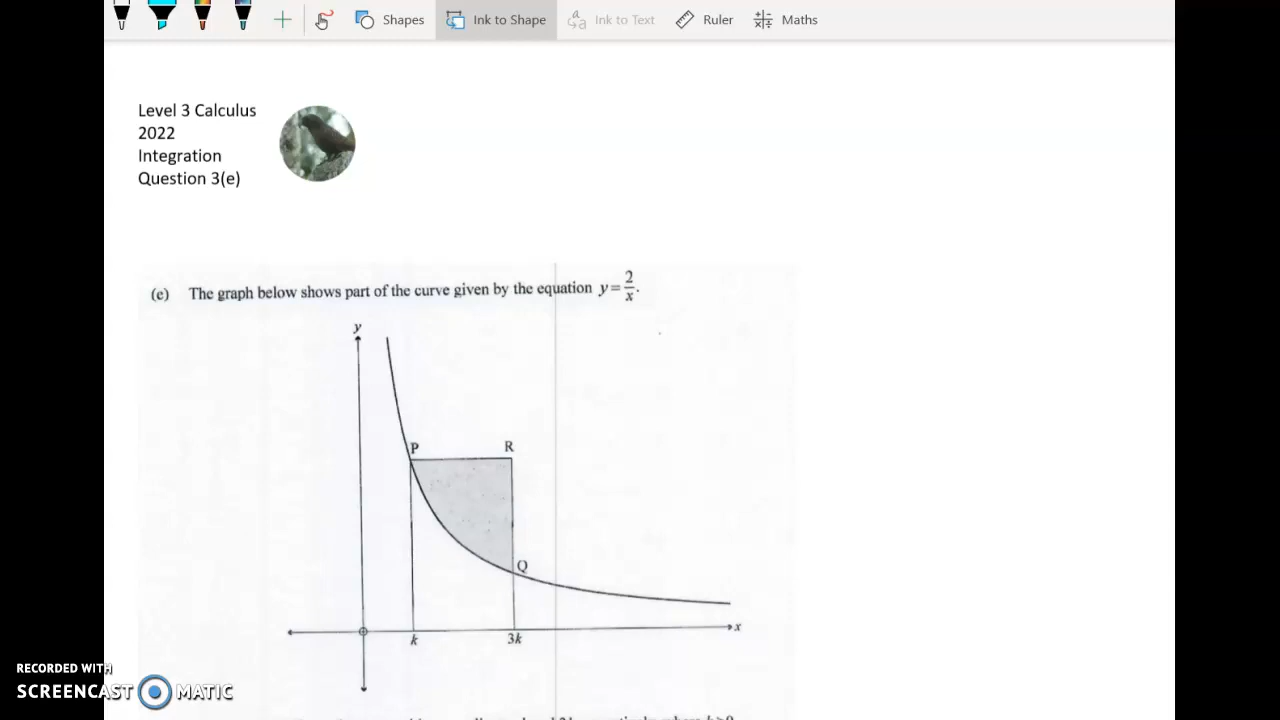 Shapes
Ink to Shape
Ink to Text
Ruler
Maths
Level 3 Calculus
2022
Integration
Question 3(e)
(e) The graph below shows part of the curve given by the equation y = 2/x.
y
P
R
Q
k
3k
x
RECORDED WITH
SCREENCAST MATIC